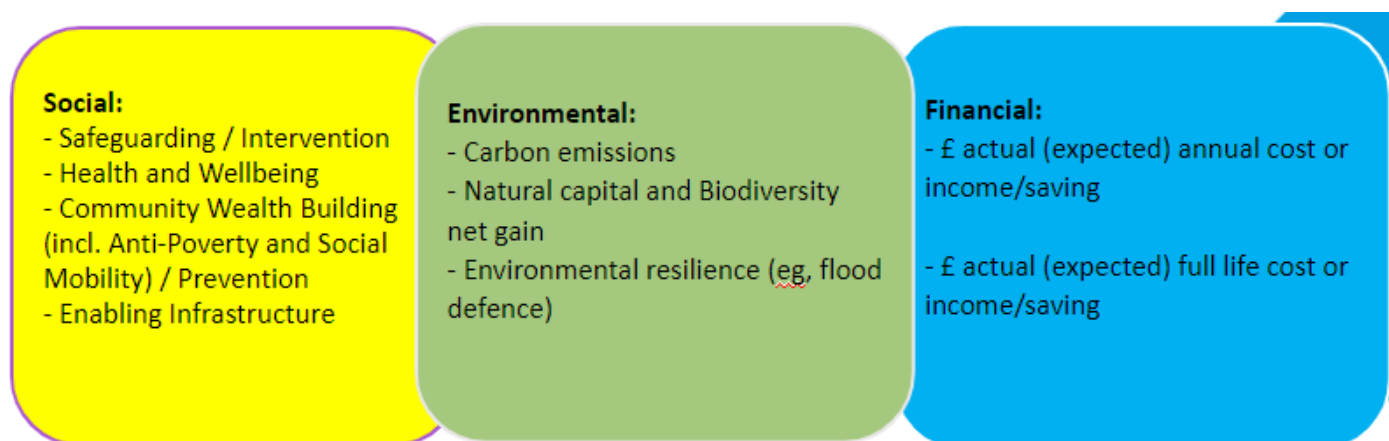 Social:
- Safeguarding / Intervention
- Health and Wellbeing
- Community Wealth Building
(incl. Anti-Poverty and Social
Mobility) / Prevention
- Enabling Infrastructure
Environmental:
- Carbon emissions
- Natural capital and Biodiversity
net gain
- Environmental resilience (eg, flood
defence)
Financial:
- £ actual (expected) annual cost or
income/saving
- £ actual (expected) full life cost or
income/saving